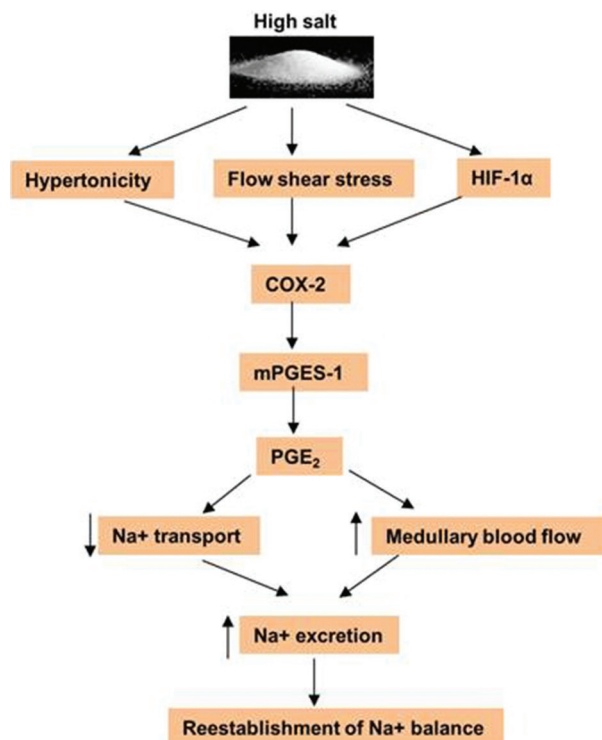 High salt
Hypertonicity
Flow shear stress
HIF-1α
COX-2
mPGES-1
PGE₂
Na+ transport
Medullary blood flow
Na+ excretion
Reestablishment of Na+ balance